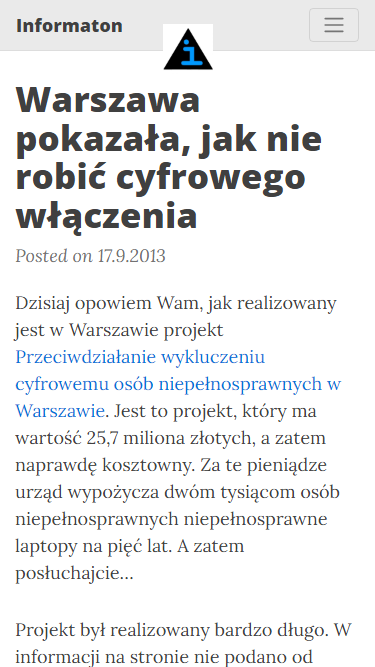 Informaton
i
Warszawa
pokazała, jak nie
robić cyfrowego
włączenia
Posted on 17.9.2013
Dzisiaj opowiem Wam, jak realizowany
jest w Warszawie projekt
Przeciwdziałanie wykluczeniu
cyfrowemu osób niepełnosprawnych w
Warszawie. Jest to projekt, który ma
wartość 25,7 miliona złotych, a zatem
naprawdę kosztowny. Za te pieniądze
urząd wypożycza dwóm tysiącom osób
niepełnosprawnych niepełnosprawne
laptopy na pięć lat. A zatem
posłuchajcie…
Projekt był realizowany bardzo długo. W
informacji na stronie nie podano od